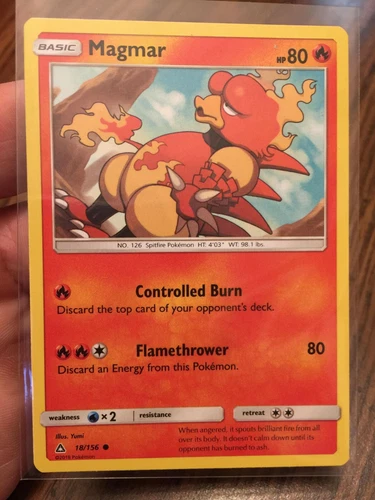 BASIC Magmar HP 80
NO. 126 Spitfire Pokémon HT: 4'03" WT: 98.1 lbs.
Controlled Burn
Discard the top card of your opponent's deck.
Flamethrower 80
Discard an Energy from this Pokémon.
weakness ×2 resistance retreat
Illus. Yumi
18/156
©2018 Pokémon
When angered, it spouts brilliant fire from all
over its body. It doesn't calm down until its
opponent has burned to ash.